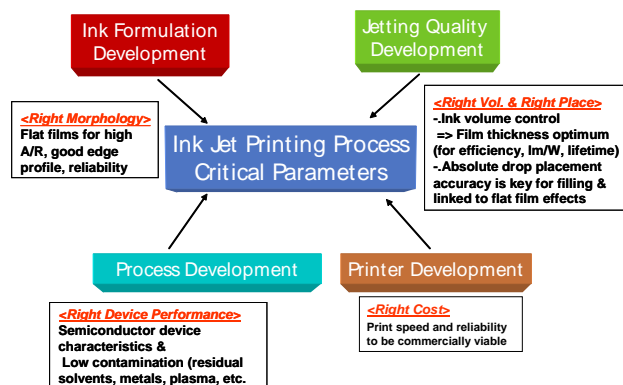 Ink Formulation
Development
Jetting Quality
Development
<Right Morphology>
Flat films for high
A/R, good edge
profile, reliability
Ink Jet Printing Process
Critical Parameters
<Right Vol. & Right Place>
-.Ink volume control
=> Film thickness optimum
(for efficiency, lm/W, lifetime)
-.Absolute drop placement
accuracy is key for filling &
linked to flat film effects
Process Development
Printer Development
<Right Device Performance>
Semiconductor device
characteristics &
Low contamination (residual
solvents, metals, plasma, etc.
<Right Cost>
Print speed and reliability
to be commercially viable